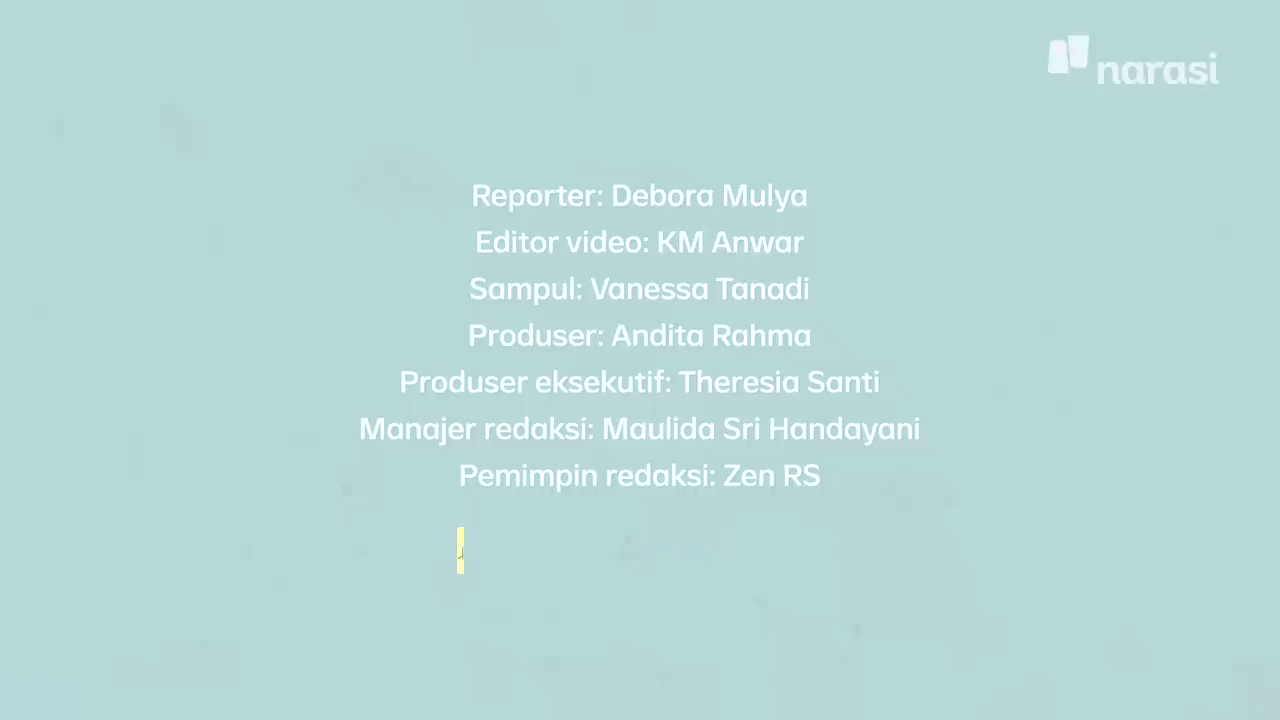 narasi
Reporter: Debora Mulya
Editor video: KM Anwar
Sampul: Vanessa Tanadi
Produser: Andita Rahma
Produser eksekutif: Theresia Santi
Manajer redaksi: Maulida Sri Handayani
Pemimpin redaksi: Zen RS